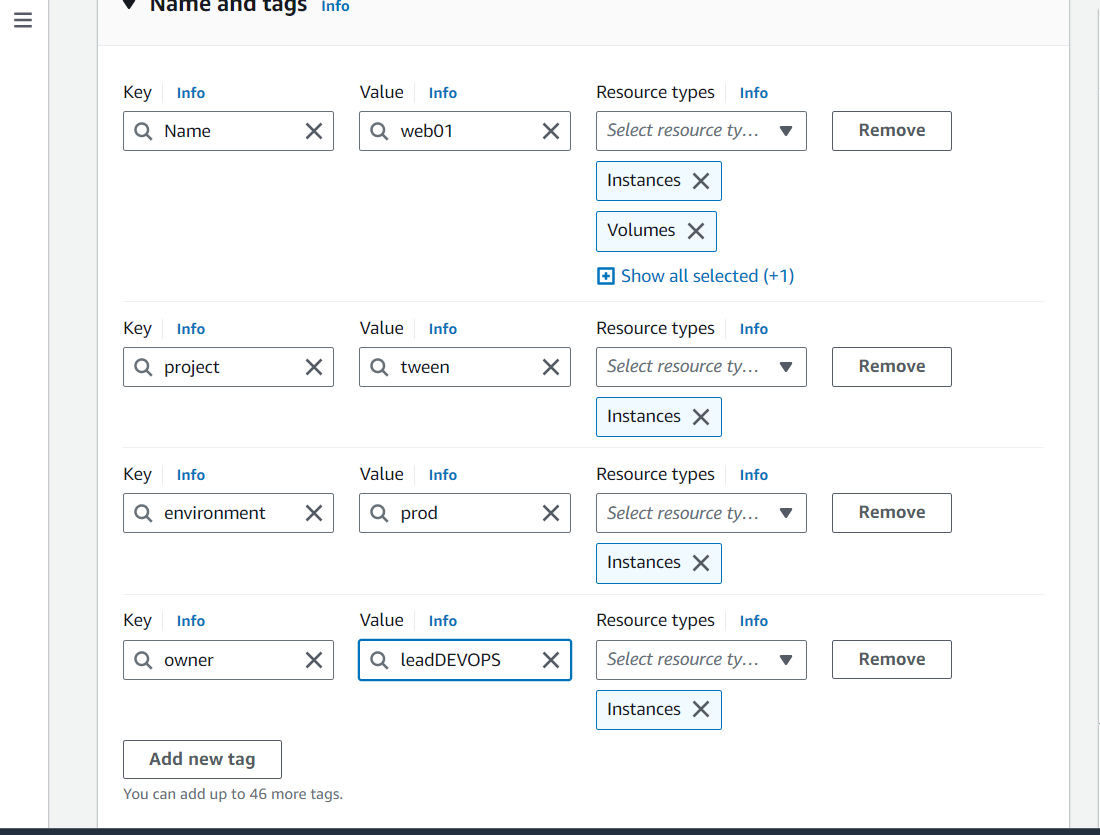 Name and tags Info
Key Info Value Info Resource types Info
Name web01 Select resource ty... Remove
Instances
Volumes
Show all selected (+1)
Key Info Value Info Resource types Info
project tween Select resource ty... Remove
Instances
Key Info Value Info Resource types Info
environment prod Select resource ty... Remove
Instances
Key Info Value Info Resource types Info
owner leadDEVOPS Select resource ty... Remove
Instances
Add new tag
You can add up to 46 more tags.